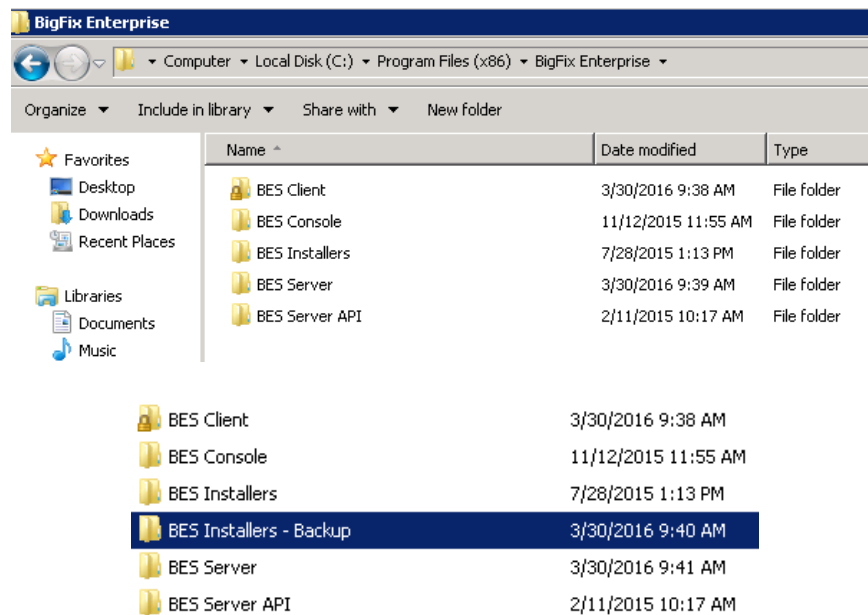 BigFix Enterprise
Computer Local Disk (C:) Program Files (x86) BigFix Enterprise
Organize Include in library Share with New folder
Favorites
Desktop
Downloads
Recent Places
Libraries
Documents
Music
Name Date modified Type
BES Client 3/30/2016 9:38 AM File folder
BES Console 11/12/2015 11:55 AM File folder
BES Installers 7/28/2015 1:13 PM File folder
BES Server 3/30/2016 9:39 AM File folder
BES Server API 2/11/2015 10:17 AM File folder
BES Client 3/30/2016 9:38 AM
BES Console 11/12/2015 11:55 AM
BES Installers 7/28/2015 1:13 PM
BES Installers - Backup 3/30/2016 9:40 AM
BES Server 3/30/2016 9:41 AM
BES Server API 2/11/2015 10:17 AM